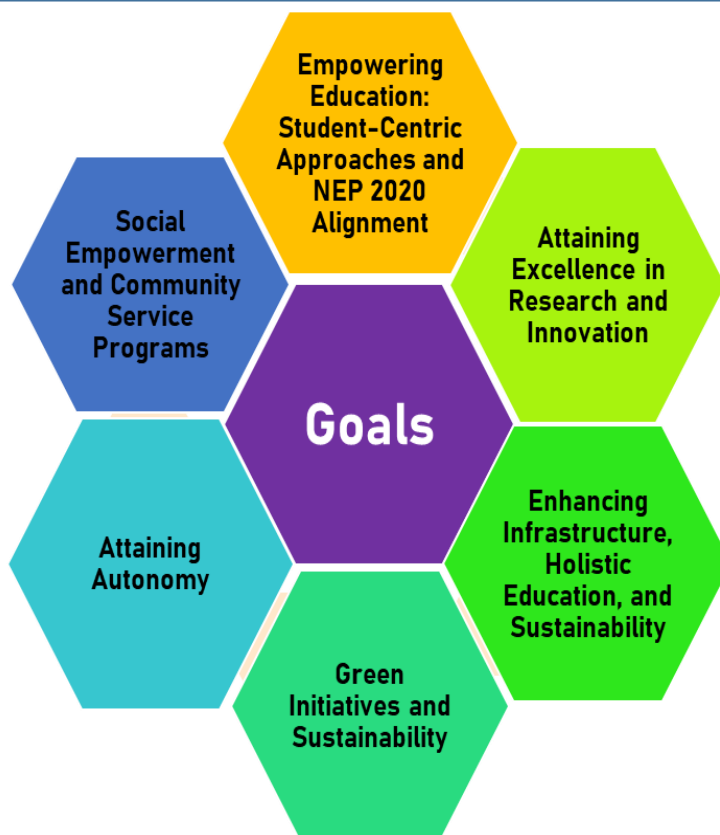 Empowering
Education:
Student-Centric
Approaches and
NEP 2020
Alignment
Attaining
Excellence in
Research and
Innovation
Enhancing
Infrastructure,
Holistic
Education, and
Sustainability
Green
Initiatives and
Sustainability
Attaining
Autonomy
Social
Empowerment
and Community
Service
Programs
Goals